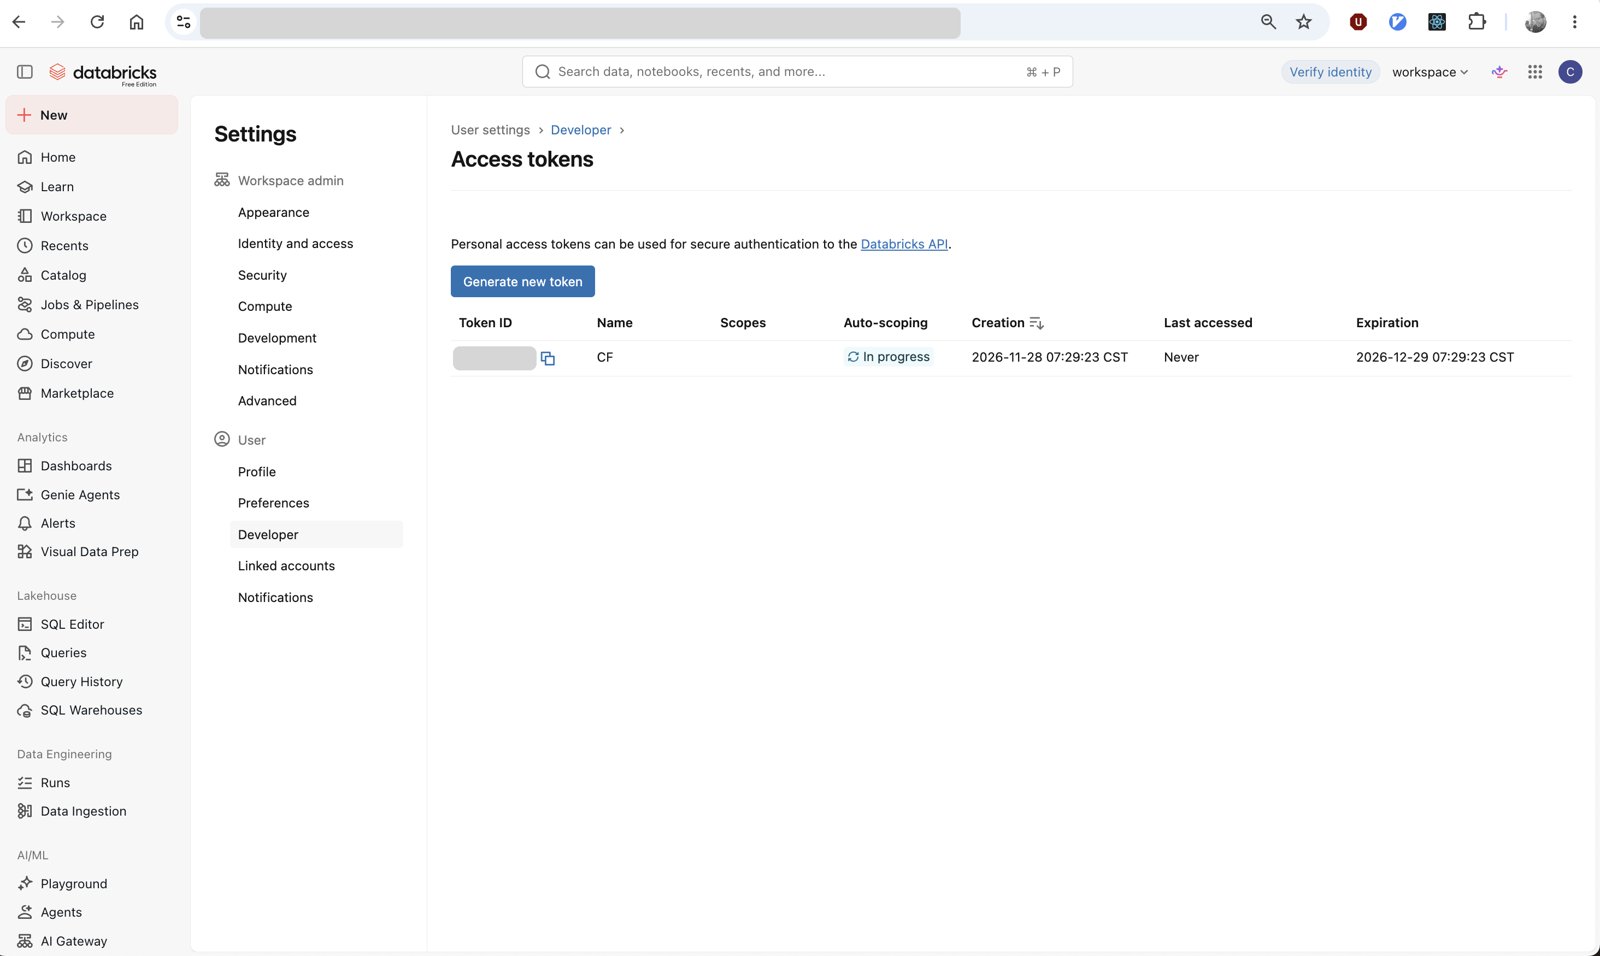 databricks
Free Edition
Search data, notebooks, recents, and more...
⌘ + P
Verify identity
workspace
C
New
Home
Learn
Workspace
Recents
Catalog
Jobs & Pipelines
Compute
Discover
Marketplace
Analytics
Dashboards
Genie Agents
Alerts
Visual Data Prep
Lakehouse
SQL Editor
Queries
Query History
SQL Warehouses
Data Engineering
Runs
Data Ingestion
AI/ML
Playground
Agents
AI Gateway
Settings
Workspace admin
Appearance
Identity and access
Security
Compute
Development
Notifications
Advanced
User
Profile
Preferences
Developer
Linked accounts
Notifications
User settings › Developer ›
Access tokens
Personal access tokens can be used for secure authentication to the Databricks API.
Generate new token
Token ID Name Scopes Auto-scoping Creation Last accessed Expiration
CF In progress 2026-11-28 07:29:23 CST Never 2026-12-29 07:29:23 CST